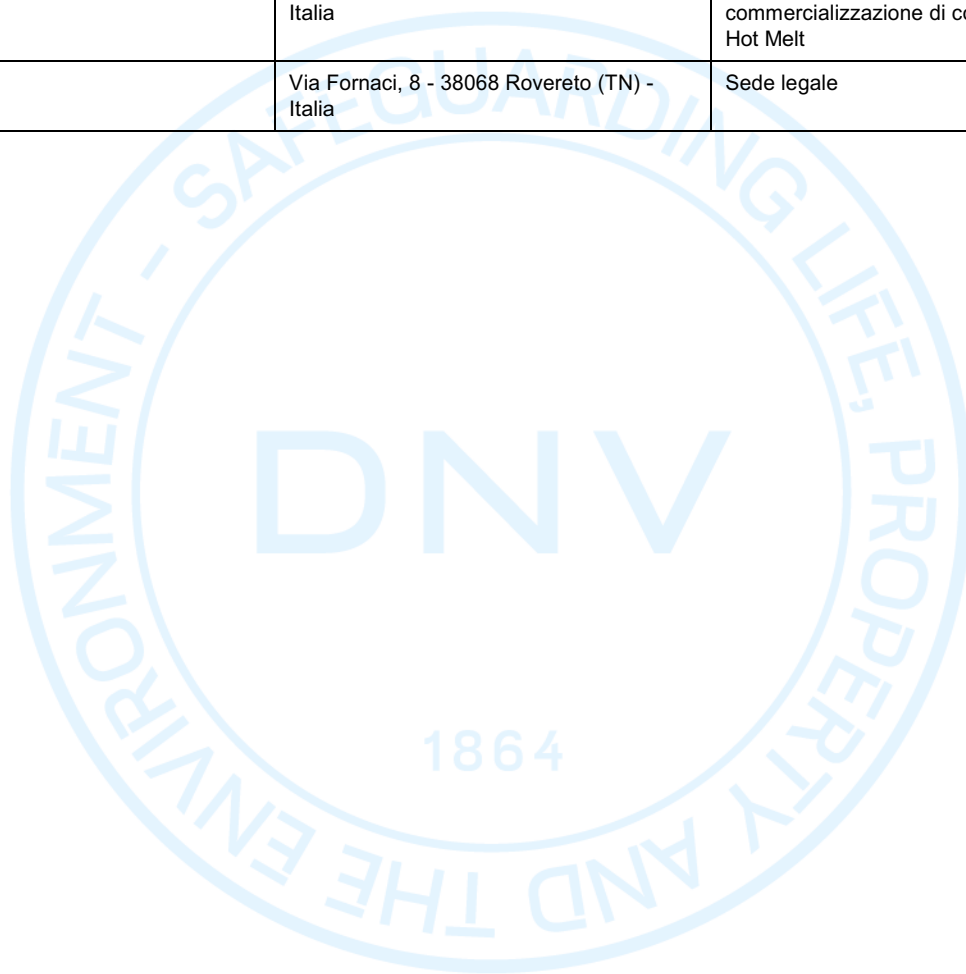 Italia
commercializzazione di
Hot Melt
Via Fornaci, 8 - 38068 Rovereto (TN) -
Italia
Sede legale
SAFEGUARDING LIFE, PROPERTY AND THE ENVIRONMENT -
DNV
1864